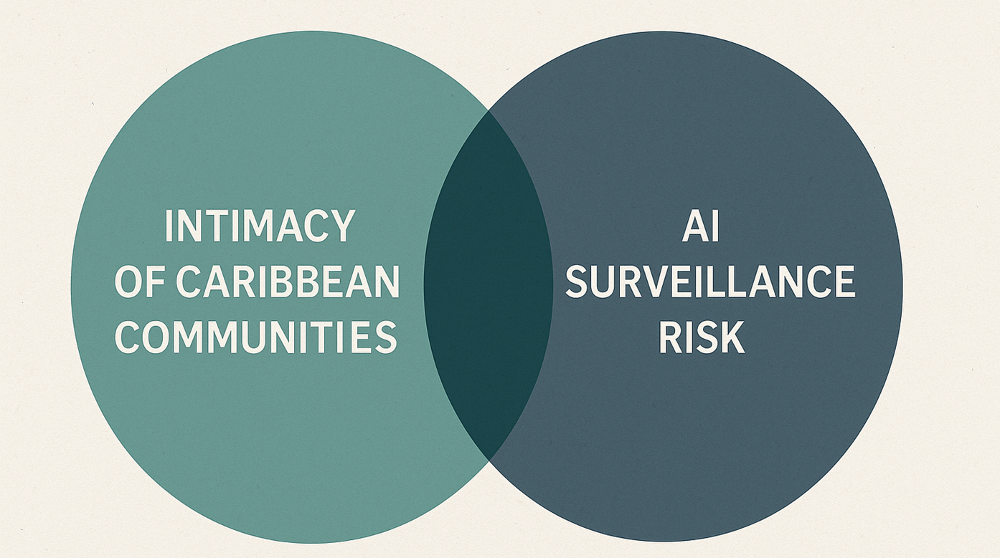 INTIMACY
OF CARIBBEAN
COMMUNITIES
AI
SURVEILLANCE
RISK